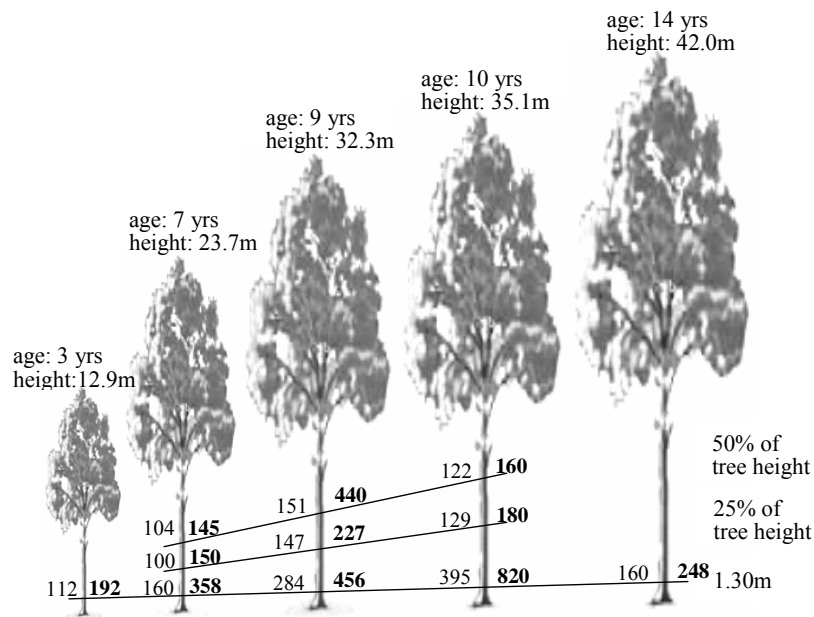 age: 14 yrs
height: 42.0m
age: 10 yrs
height: 35.1m
age: 9 yrs
height: 32.3m
age: 7 yrs
height: 23.7m
age: 3 yrs
height:12.9m
50% of
tree height
122 160
151 440
104 145
25% of
tree height
129 180
147 227
100 150
112 192 160 358 284 456 395 820 160 248 1.30m